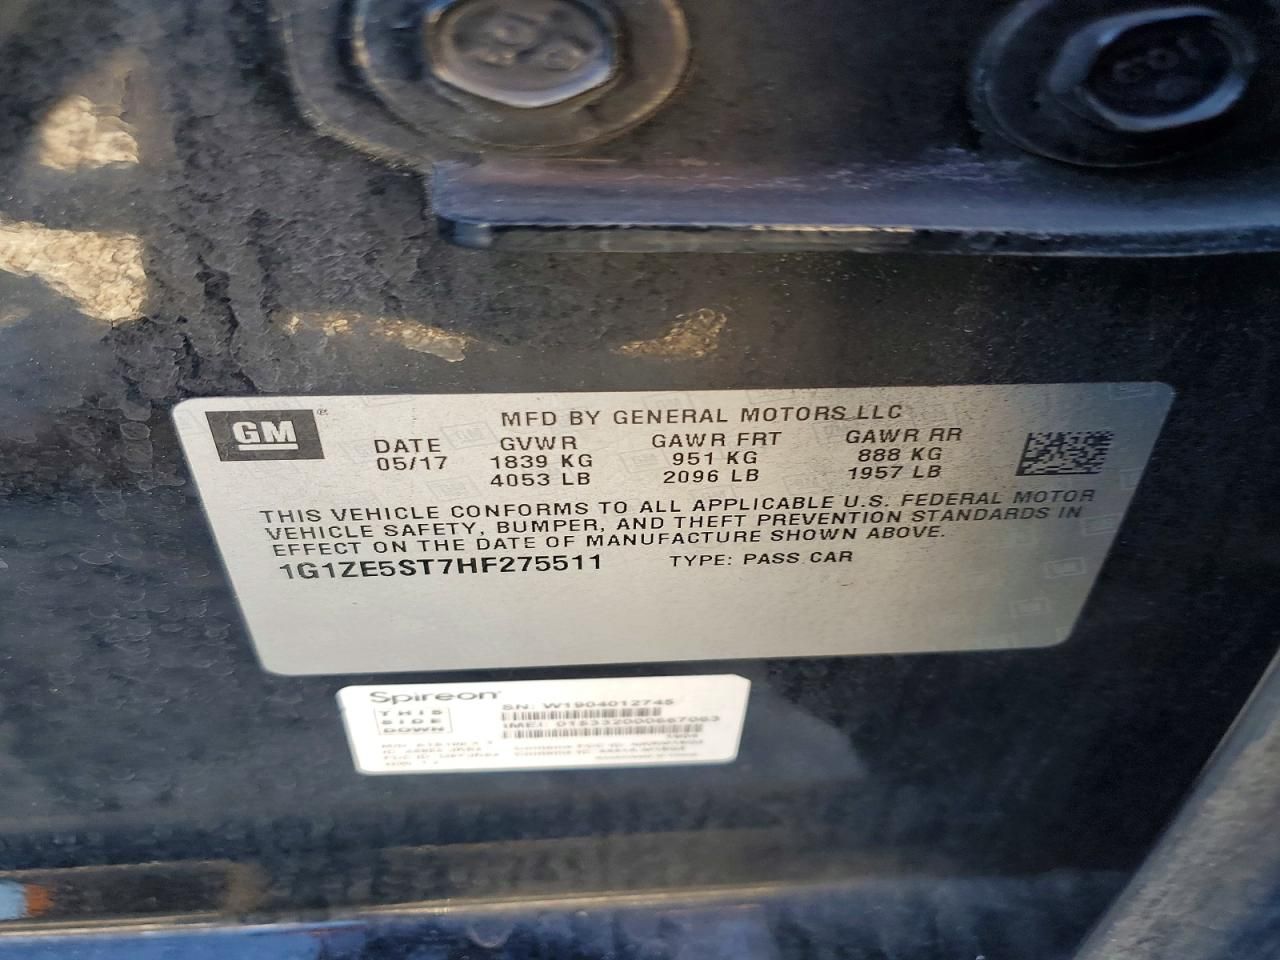 GM
MFD BY GENERAL MOTORS LLC
DATE GVWR GAWR FRT GAWR RR
05/17 1839 KG 951 KG 888 KG
4053 LB 2096 LB 1957 LB
THIS VEHICLE CONFORMS TO ALL APPLICABLE U.S. FEDERAL MOTOR
VEHICLE SAFETY, BUMPER, AND THEFT PREVENTION STANDARDS IN
EFFECT ON THE DATE OF MANUFACTURE SHOWN ABOVE.
1G1ZE5ST7HF275511 TYPE: PASS CAR
Spireon
THIS
SIDE
DOWN
SN: W1904012745
IMEI: 015332000667063